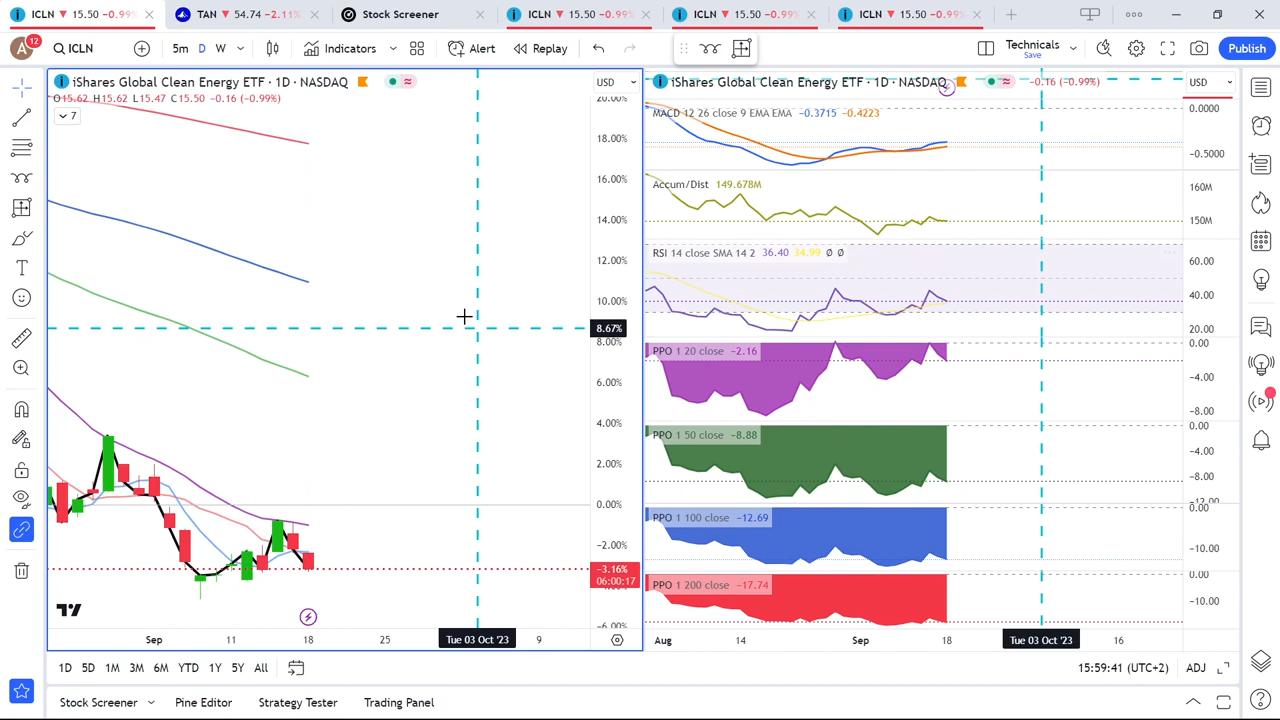 ICLN ▼ 15.50 −0.99%
TAN ▼ 54.74 −2.11%
Stock Screener
ICLN ▼ 15.50 −0.99%
ICLN ▼ 15.50 −0.99%
ICLN ▼ 15.50 −0.99%
A 12
ICLN
5m D W
Indicators
Alert
Replay
Technicals
Save
Publish
iShares Global Clean Energy ETF · 1D · NASDAQ
USD
O15.62 H15.62 L15.47 C15.50 −0.16 (−0.99%)
7
20.00%
18.00%
16.00%
14.00%
12.00%
10.00%
8.67%
8.00%
6.00%
4.00%
2.00%
0.00%
−2.00%
−3.16%
06:00:17
−6.00%
Sep 11 18 25 Tue 03 Oct '23 9
iShares Global Clean Energy ETF · 1D · NASDAQ
−0.16 (−0.99%)
USD
MACD 12 26 close 9 EMA EMA −0.3715 −0.4223
0.0000
−0.5000
Accum/Dist 149.678M
160M
150M
RSI 14 close SMA 14 2 36.40 34.99 Ø Ø
60.00
40.00
20.00
PPO 1 20 close −2.16
0.00
−4.00
−8.00
PPO 1 50 close −8.88
0.00
−4.00
−8.00
−12.00
PPO 1 100 close −12.69
0.00
−10.00
PPO 1 200 close −17.74
0.00
−10.00
Aug 14 Sep 18 Tue 03 Oct '23 16
1D 5D 1M 3M 6M YTD 1Y 5Y All
15:59:41 (UTC+2) ADJ
Stock Screener
Pine Editor
Strategy Tester
Trading Panel